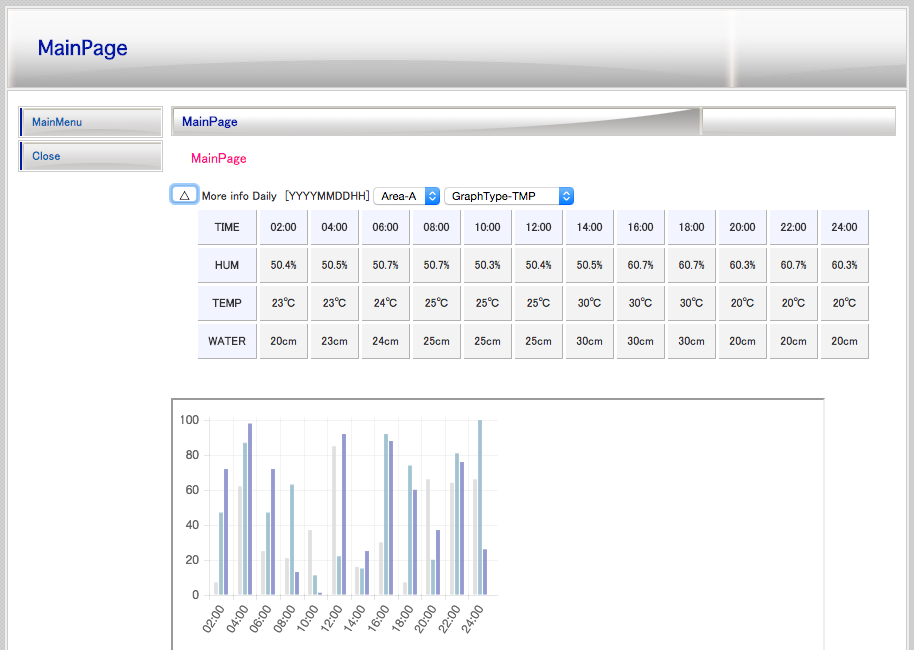 MainPage
MainMenu
Close
MainPage
MainPage
△ More info Daily [YYYYMMDDHH] Area-A GraphType-TMP
TIME 02:00 04:00 06:00 08:00 10:00 12:00 14:00 16:00 18:00 20:00 22:00 24:00
HUM 50.4% 50.5% 50.7% 50.7% 50.3% 50.4% 50.5% 60.7% 60.7% 60.3% 60.7% 60.3%
TEMP 23℃ 23℃ 24℃ 25℃ 25℃ 25℃ 30℃ 30℃ 30℃ 20℃ 20℃ 20℃
WATER 20cm 23cm 24cm 25cm 25cm 25cm 30cm 30cm 30cm 20cm 20cm 20cm
100
80
60
40
20
0
02:00 04:00 06:00 08:00 10:00 12:00 14:00 16:00 18:00 20:00 22:00 24:00